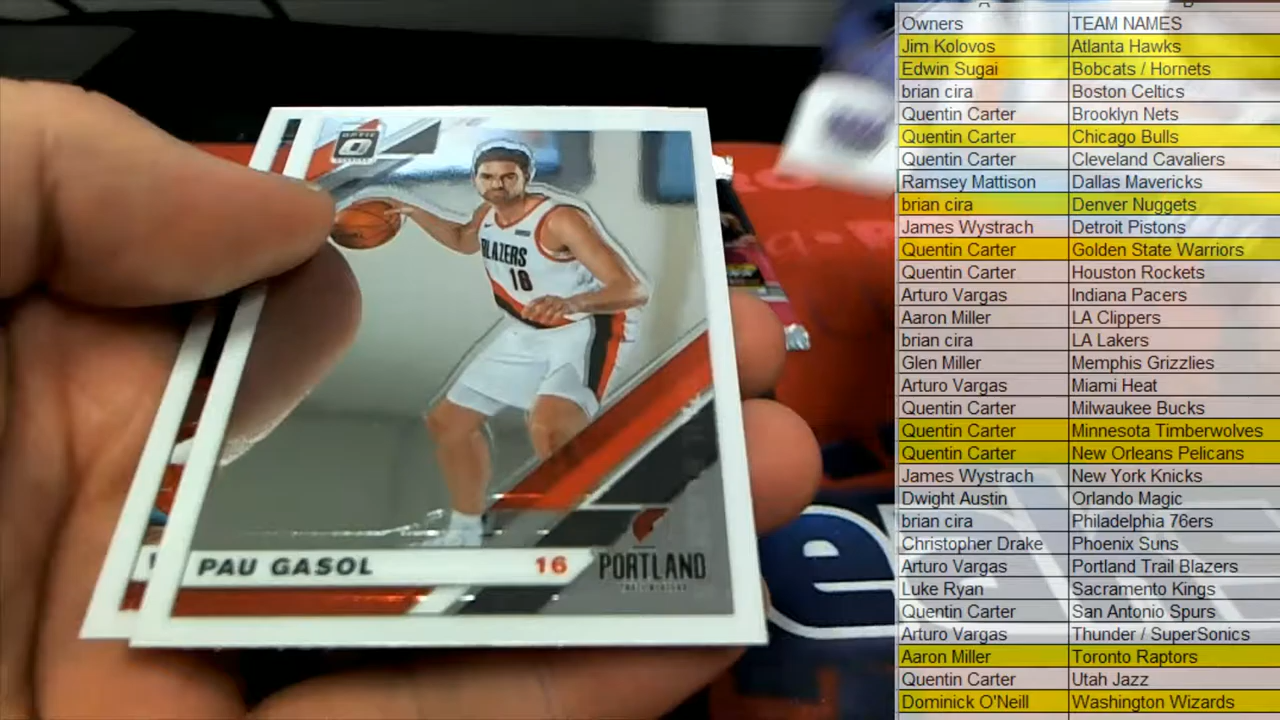 OPTIC
BLAZERS
16
PAU GASOL 16 PORTLAND
TRAIL BLAZERS
Owners TEAM NAMES
Jim Kolovos Atlanta Hawks
Edwin Sugai Bobcats / Hornets
brian cira Boston Celtics
Quentin Carter Brooklyn Nets
Quentin Carter Chicago Bulls
Quentin Carter Cleveland Cavaliers
Ramsey Mattison Dallas Mavericks
brian cira Denver Nuggets
James Wystrach Detroit Pistons
Quentin Carter Golden State Warriors
Quentin Carter Houston Rockets
Arturo Vargas Indiana Pacers
Aaron Miller LA Clippers
brian cira LA Lakers
Glen Miller Memphis Grizzlies
Arturo Vargas Miami Heat
Quentin Carter Milwaukee Bucks
Quentin Carter Minnesota Timberwolves
Quentin Carter New Orleans Pelicans
James Wystrach New York Knicks
Dwight Austin Orlando Magic
brian cira Philadelphia 76ers
Christopher Drake Phoenix Suns
Arturo Vargas Portland Trail Blazers
Luke Ryan Sacramento Kings
Quentin Carter San Antonio Spurs
Arturo Vargas Thunder / SuperSonics
Aaron Miller Toronto Raptors
Quentin Carter Utah Jazz
Dominick O'Neill Washington Wizards